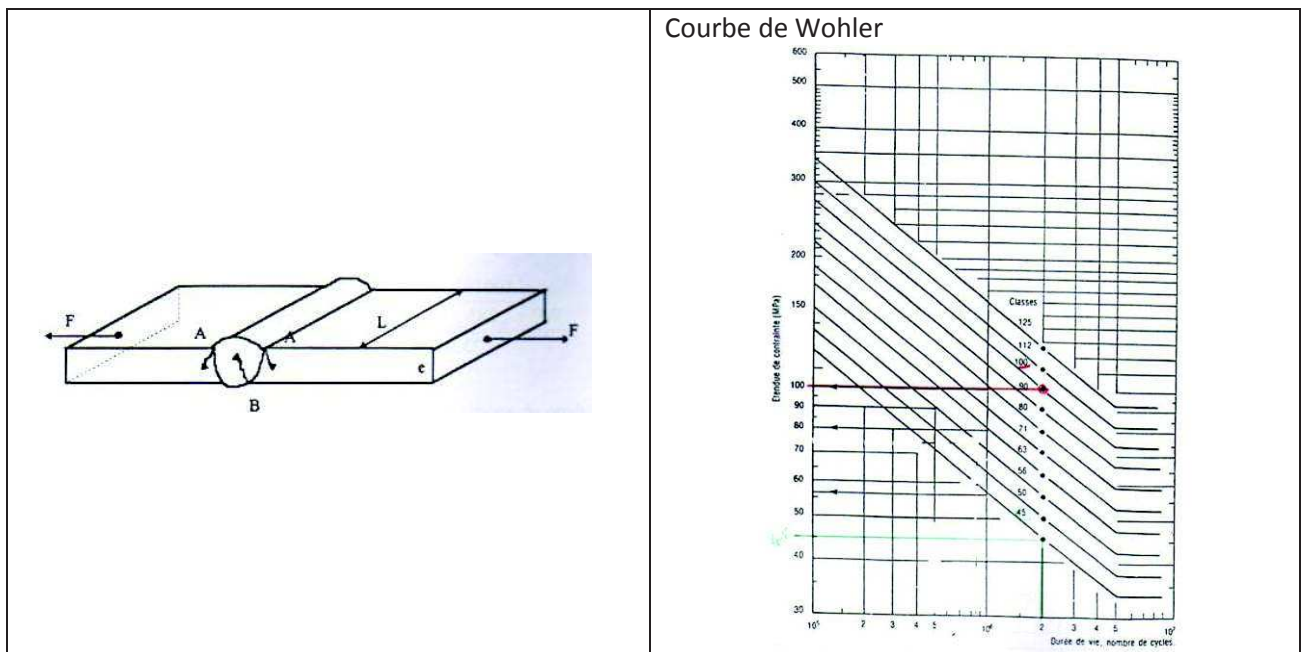 Courbe de Wohler
F
A
A
L
F
e
B
600
500
400
300
200
150
100
90
80
70
60
50
40
30
Etendue de contrainte (MPa)
Classes
125
112
100
90
80
71
63
56
50
45
10⁵ 2 3 4 5 10⁶ 2 3 4 5 10⁷
Durée de vie, nombre de cycles